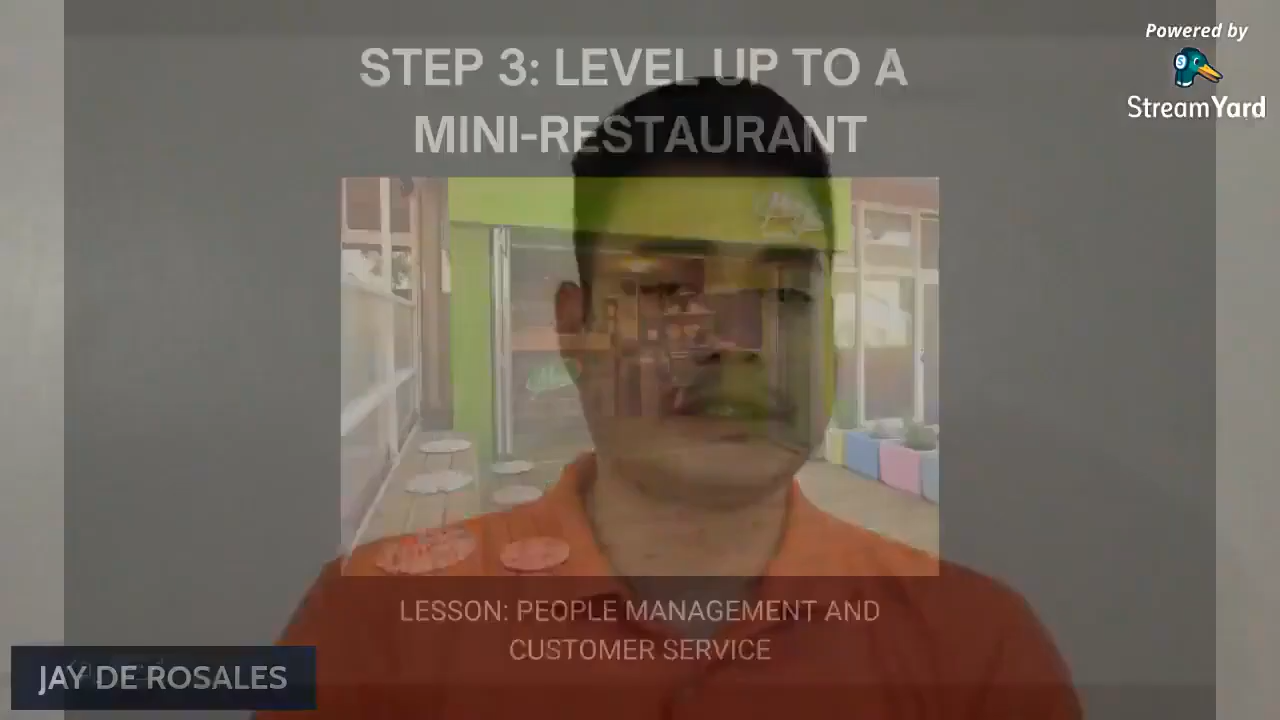 Powered by
StreamYard
STEP 3: LEVEL UP TO A
MINI-RESTAURANT
LESSON: PEOPLE MANAGEMENT AND
CUSTOMER SERVICE
JAY DE ROSALES